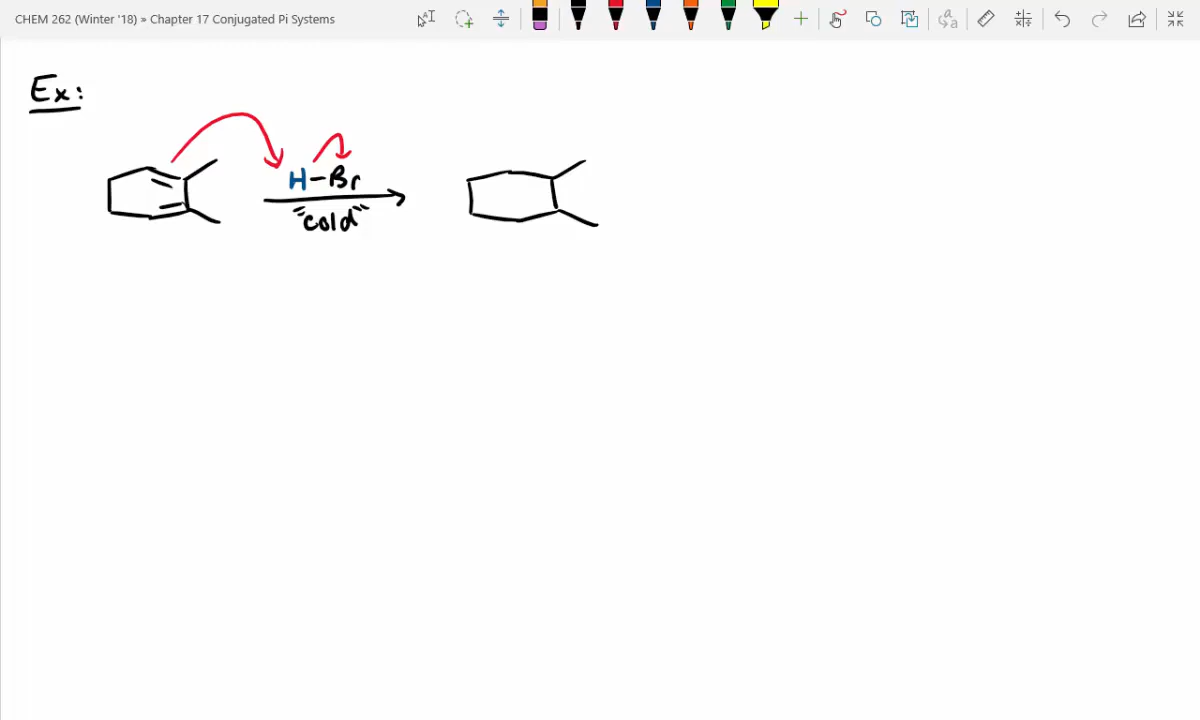 CHEM 262 (Winter '18) » Chapter 17 Conjugated Pi Systems
Ex:
H-Br
"cold"